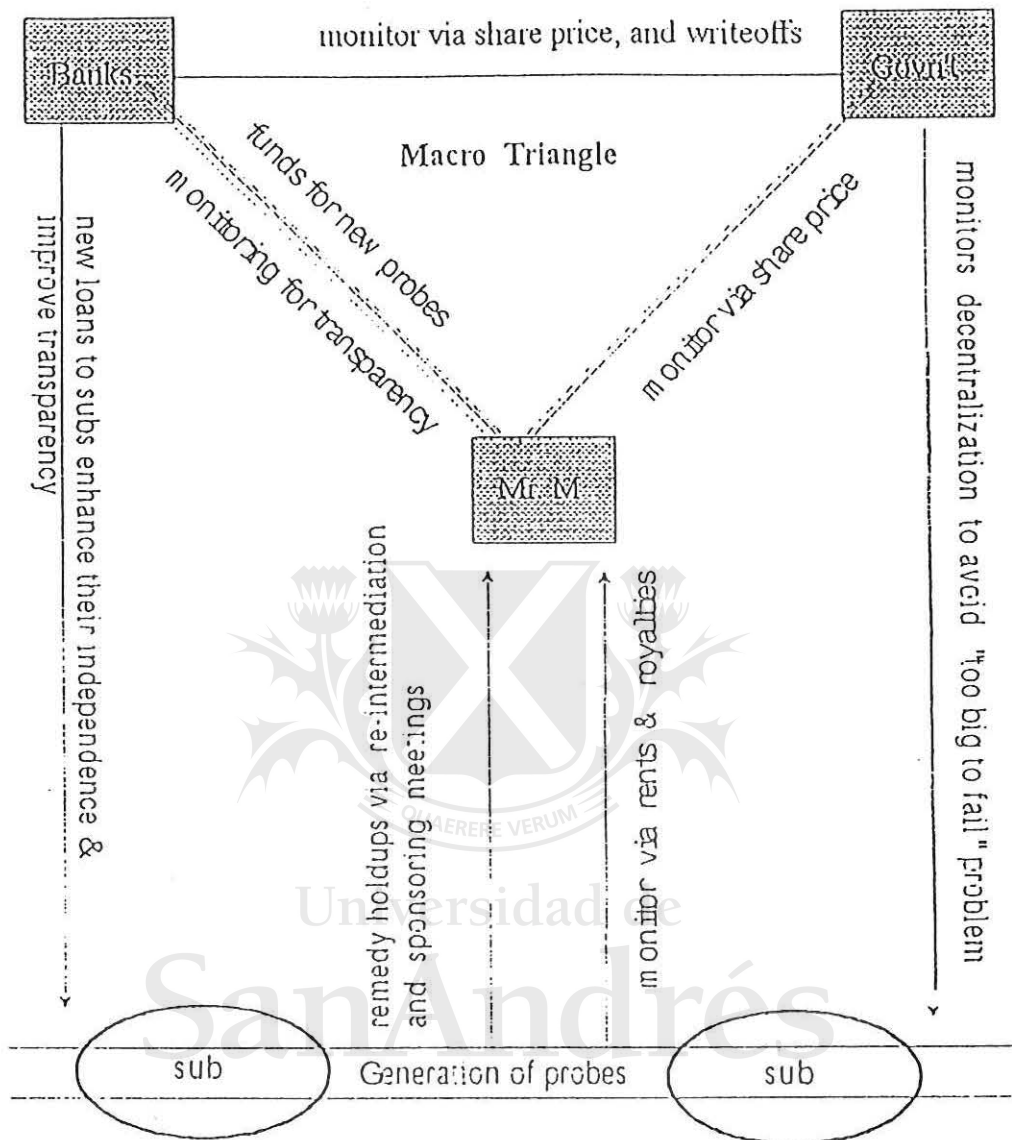 monitor via share price, and writeoffs
Banks
Govn't
Macro Triangle
funds for new probes
monitoring for transparency
monitor via share price
new loans to subs enhance their independence &
improve transparency
monitors decentralization to avoid "too big to fail" problem
Mr. M
remedy holdups via re-intermediation
and sponsoring meetings
monitor via rents & royalties
QUAERERE VERUM
Universidad de
SanAndrés
sub
Generation of probes
sub